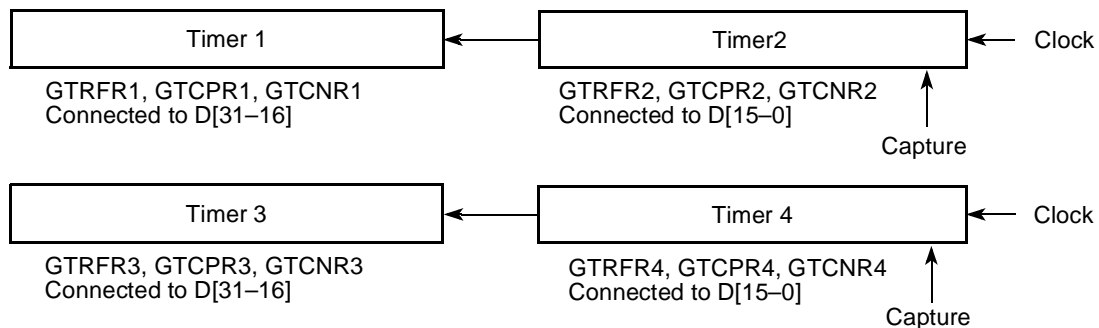 Timer 1
Timer2
Clock
GTRFR1, GTCPR1, GTCNR1
Connected to D[31–16]
GTRFR2, GTCPR2, GTCNR2
Connected to D[15–0]
Capture
Timer 3
Timer 4
Clock
GTRFR3, GTCPR3, GTCNR3
Connected to D[31–16]
GTRFR4, GTCPR4, GTCNR4
Connected to D[15–0]
Capture